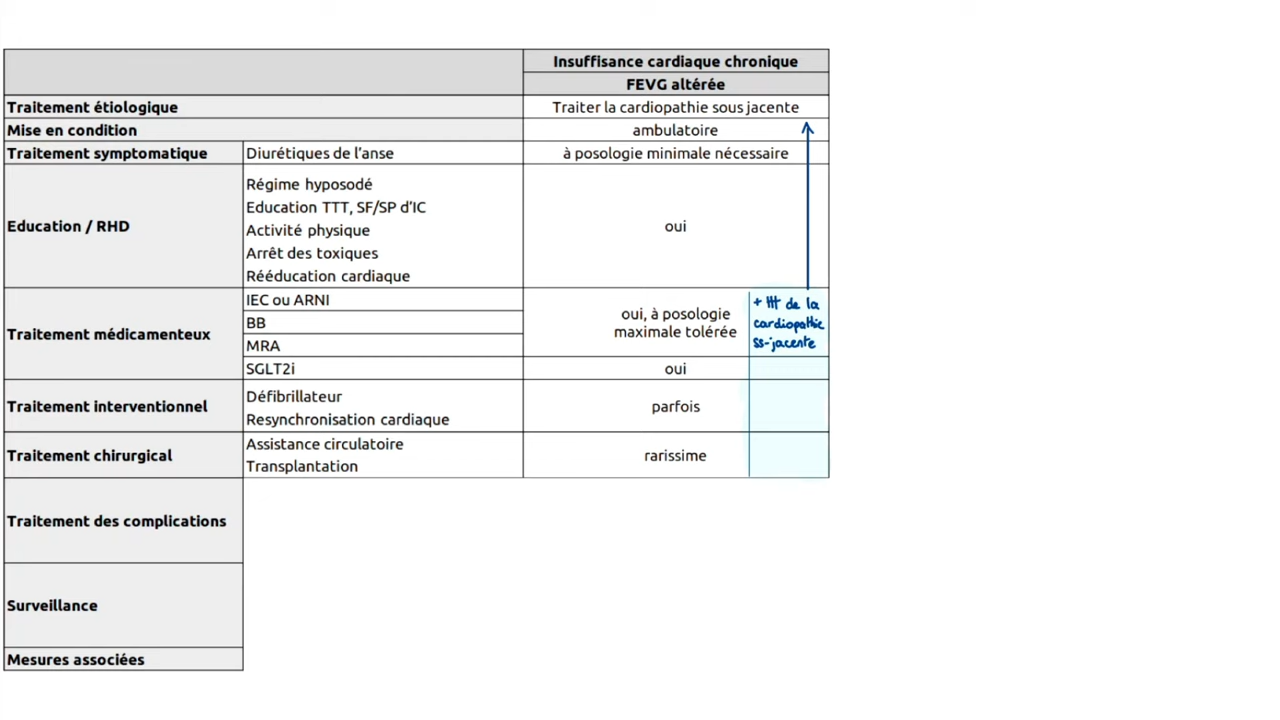 Insuffisance cardiaque chronique
FEVG altérée
Traitement étiologique
Traiter la cardiopathie sous jacente
Mise en condition
ambulatoire
Traitement symptomatique
Diurétiques de l'anse
à posologie minimale nécessaire
Education / RHD
Régime hyposodé
Education TTT, SF/SP d'IC
Activité physique
Arrêt des toxiques
Rééducation cardiaque
oui
Traitement médicamenteux
IEC ou ARNI
BB
MRA
oui, à posologie
maximale tolérée
+ ttt de la
cardiopathie
ss-jacente
SGLT2i
oui
Traitement interventionnel
Défibrillateur
Resynchronisation cardiaque
parfois
Traitement chirurgical
Assistance circulatoire
Transplantation
rarissime
Traitement des complications
Surveillance
Mesures associées